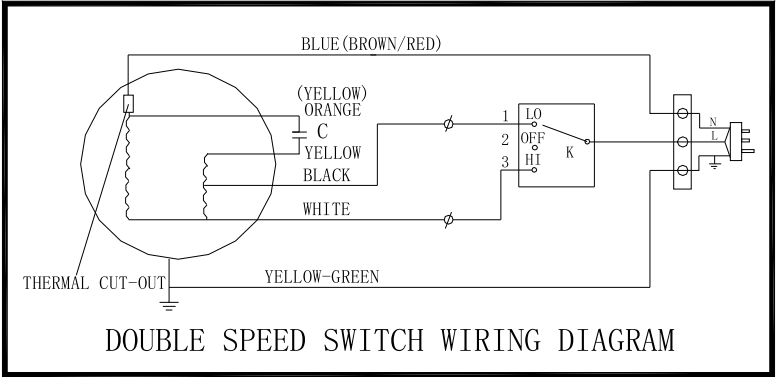 BLUE(BROWN/RED)
(YELLOW)
ORANGE
C
YELLOW
BLACK
WHITE
1 LO
2 OFF
3 HI
K
N
L
THERMAL CUT-OUT
YELLOW-GREEN
DOUBLE SPEED SWITCH WIRING DIAGRAM